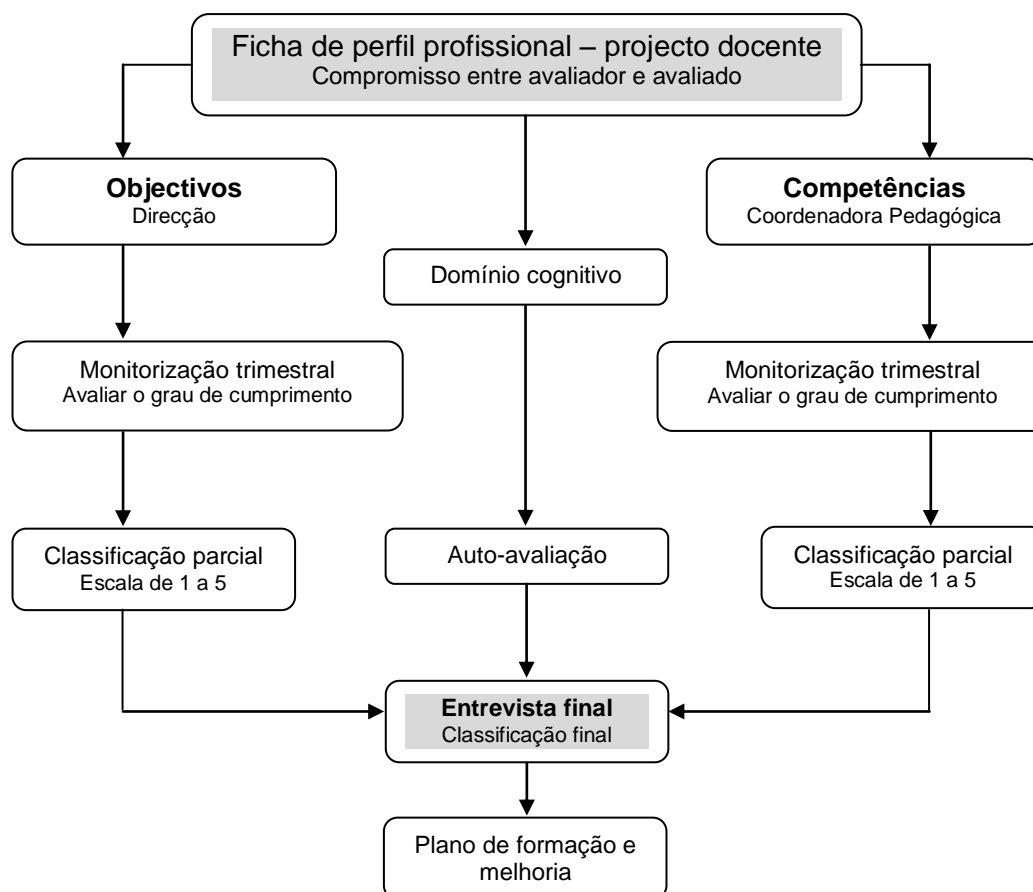 Ficha de perfil profissional – projecto docente
Compromisso entre avaliador e avaliado
Objectivos
Direcção
Competências
Coordenadora Pedagógica
Domínio cognitivo
Monitorização trimestral
Avaliar o grau de cumprimento
Monitorização trimestral
Avaliar o grau de cumprimento
Classificação parcial
Escala de 1 a 5
Auto-avaliação
Classificação parcial
Escala de 1 a 5
Entrevista final
Classificação final
Plano de formação e
melhoria